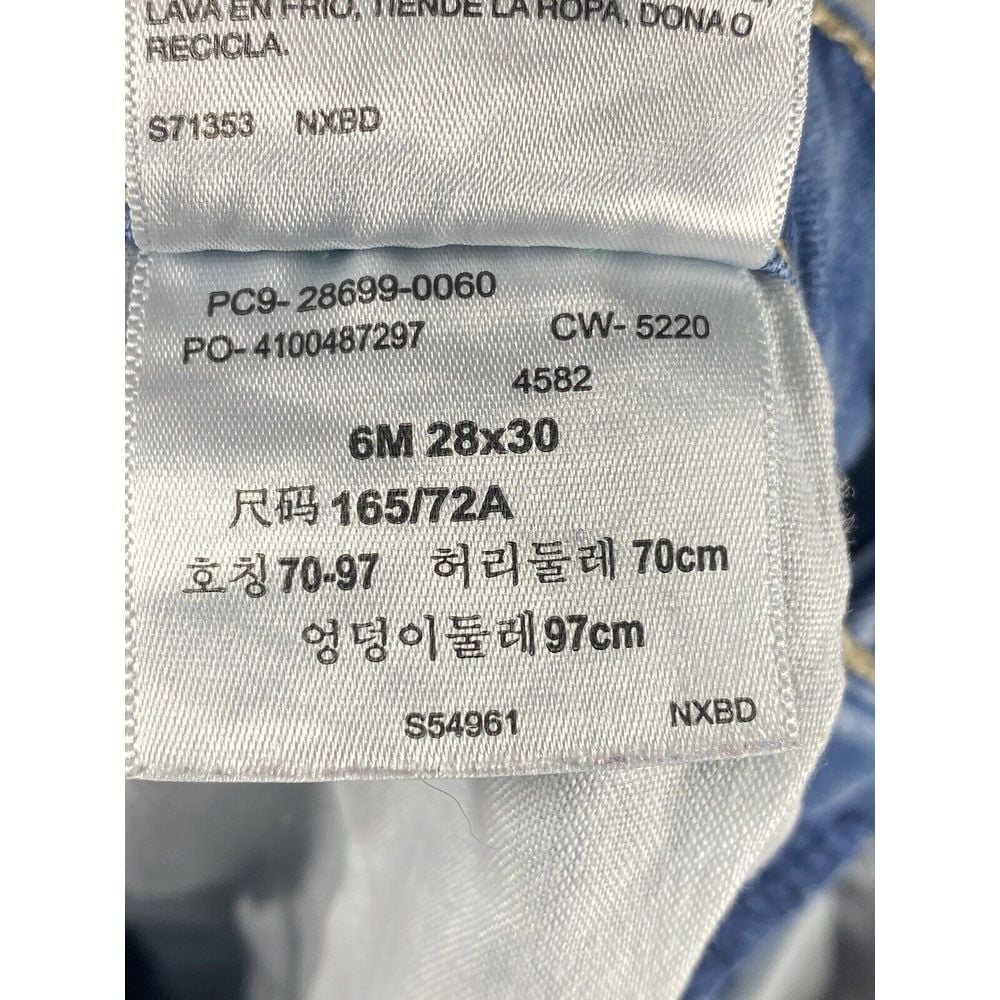 LAVA EN FRIO, TIENDE LA ROPA, DONA O
RECICLA.
S71353 NXBD
PC9- 28699-0060
PO- 4100487297 CW- 5220
4582
6M 28x30
尺码 165/72A
호칭 70-97 허리둘레 70cm
엉덩이둘레 97cm
S54961 NXBD